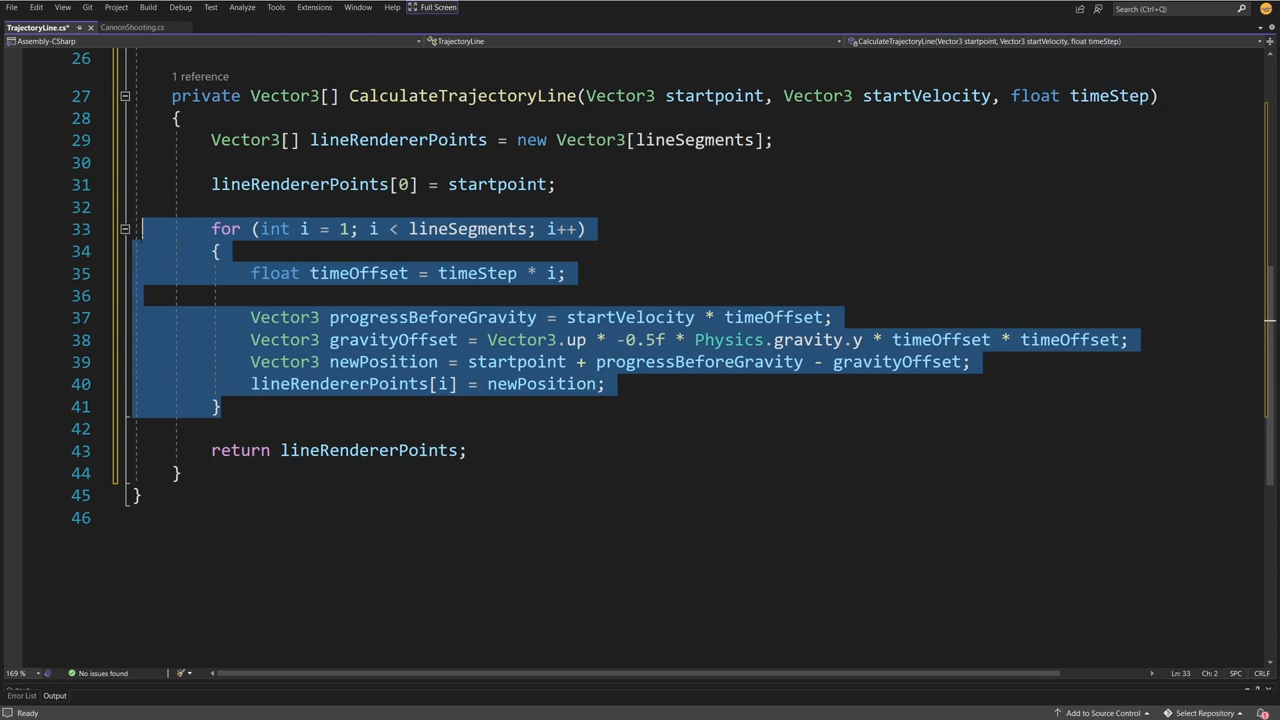 File Edit View Git Project Build Debug Test Analyze Tools Extensions Window Help Full Screen Search (Ctrl+Q)
TrajectoryLine.cs* CannonShooting.cs
Assembly-CSharp TrajectoryLine CalculateTrajectoryLine(Vector3 startpoint, Vector3 startVelocity, float timeStep)
26
1 reference
27 private Vector3[] CalculateTrajectoryLine(Vector3 startpoint, Vector3 startVelocity, float timeStep)
28 {
29 Vector3[] lineRendererPoints = new Vector3[lineSegments];
30
31 lineRendererPoints[0] = startpoint;
32
33 for (int i = 1; i < lineSegments; i++)
34 {
35 float timeOffset = timeStep * i;
36
37 Vector3 progressBeforeGravity = startVelocity * timeOffset;
38 Vector3 gravityOffset = Vector3.up * -0.5f * Physics.gravity.y * timeOffset * timeOffset;
39 Vector3 newPosition = startpoint + progressBeforeGravity - gravityOffset;
40 lineRendererPoints[i] = newPosition;
41 }
42
43 return lineRendererPoints;
44 }
45 }
46
169 % No issues found Ln: 33 Ch: 2 SPC CRLF
Error List Output
Ready Add to Source Control Select Repository